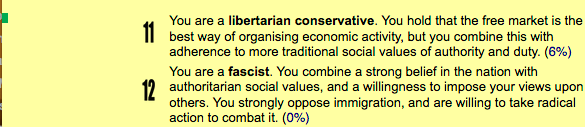 11 You are a libertarian conservative. You hold that the free market is the
best way of organising economic activity, but you combine this with
adherence to more traditional social values of authority and duty. (6%)
12 You are a fascist. You combine a strong belief in the nation with
authoritarian social values, and a willingness to impose your views upon
others. You strongly oppose immigration, and are willing to take radical
action to combat it. (0%)